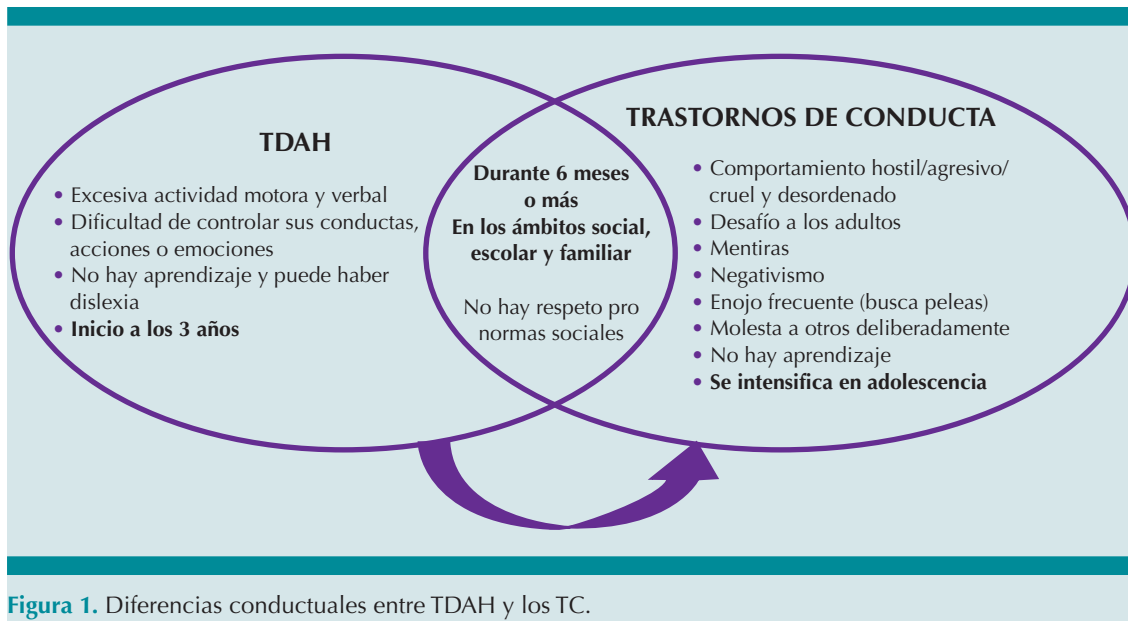 TDAH
• Excesiva actividad motora y verbal
• Dificultad de controlar sus conductas,
acciones o emociones
• No hay aprendizaje y puede haber
dislexia
• Inicio a los 3 años
Durante 6 meses
o más
En los ámbitos social,
escolar y familiar
No hay respeto pro
normas sociales
TRASTORNOS DE CONDUCTA
• Comportamiento hostil/agresivo/
cruel y desordenado
• Desafío a los adultos
• Mentiras
• Negativismo
• Enojo frecuente (busca peleas)
• Molesta a otros deliberadamente
• No hay aprendizaje
• Se intensifica en adolescencia
Figura 1. Diferencias conductuales entre TDAH y los TC.